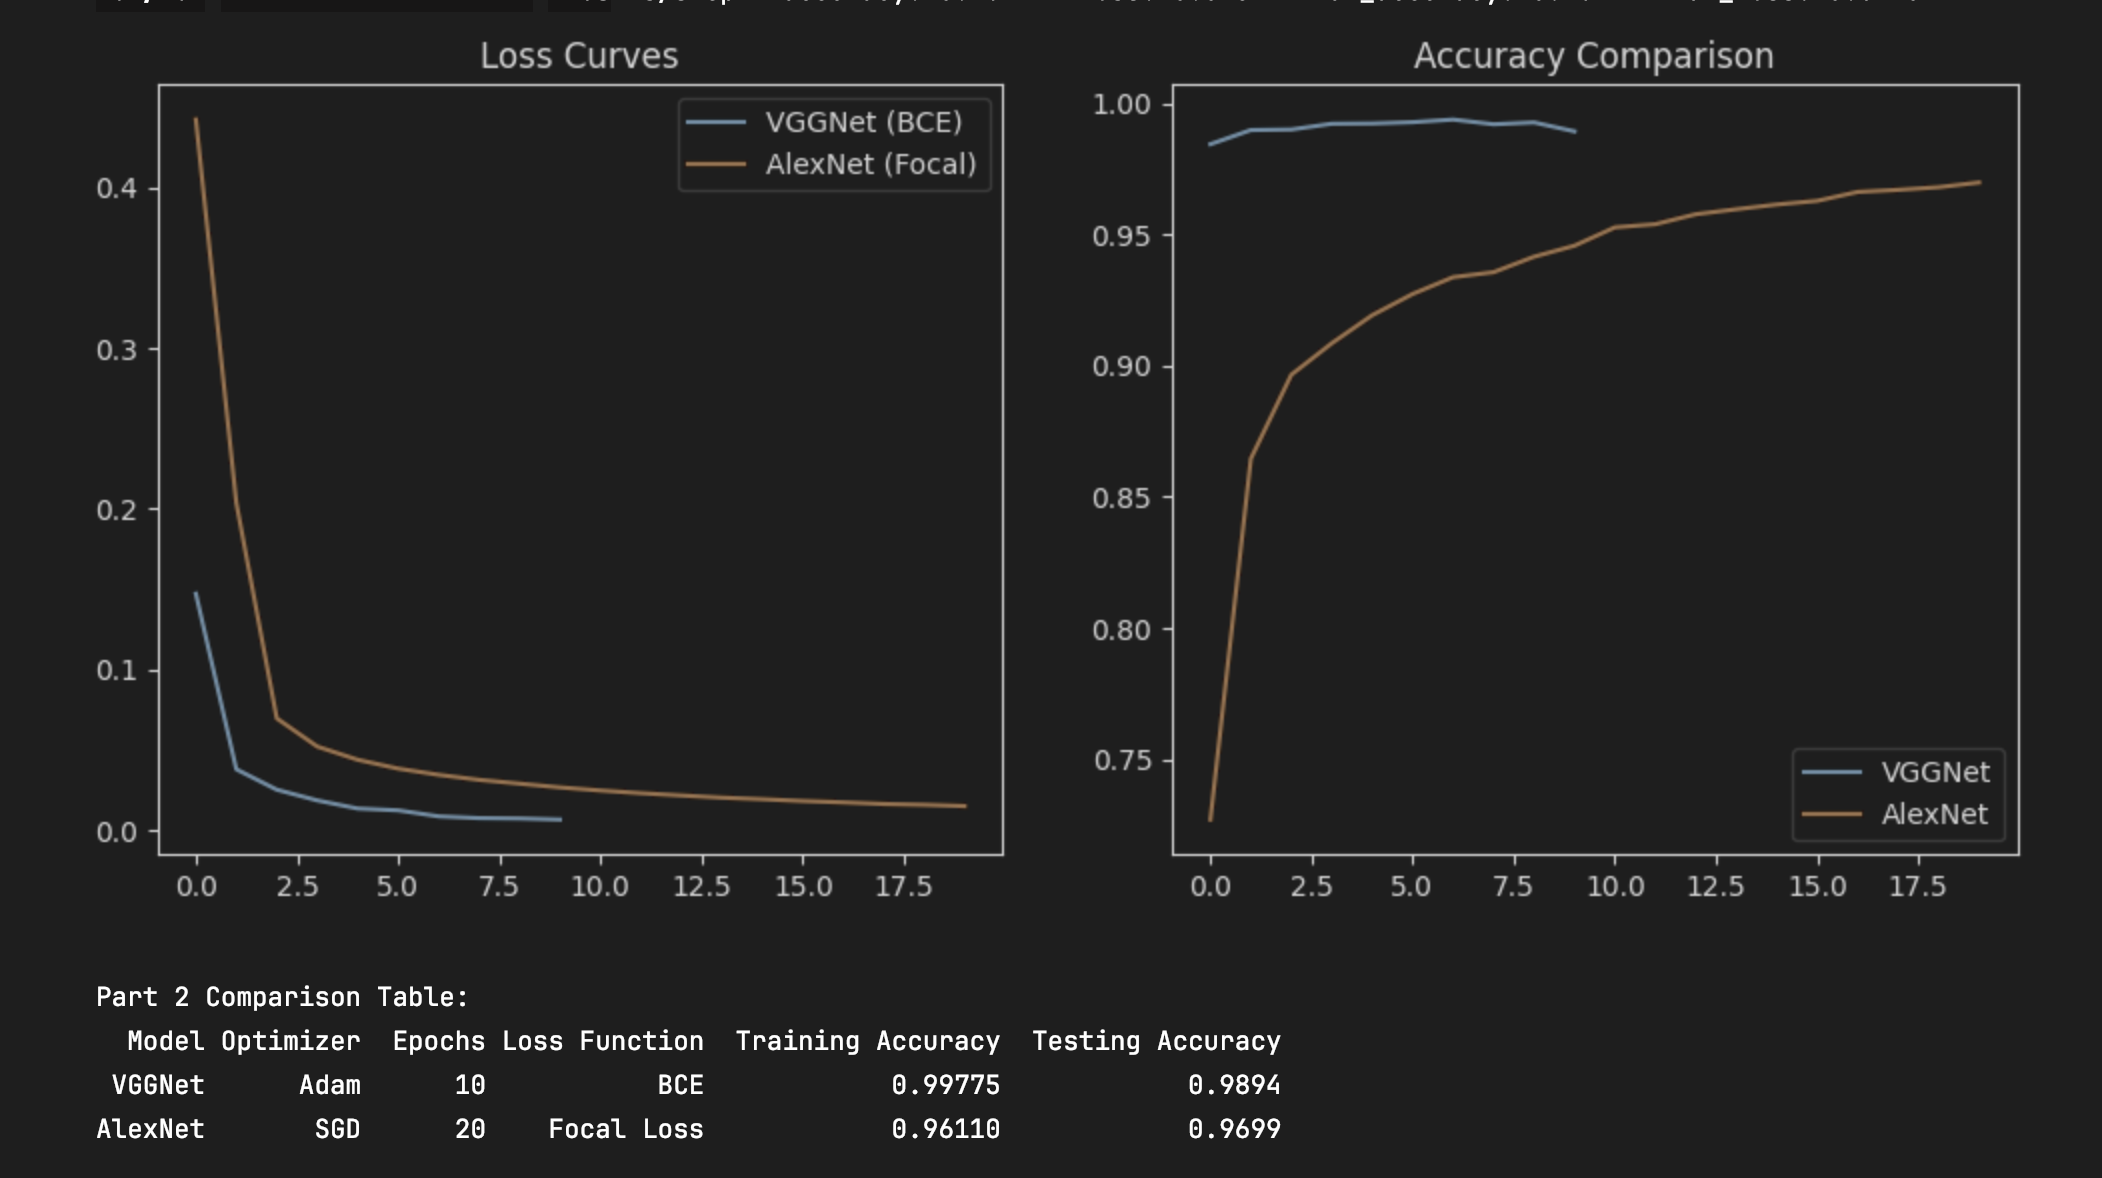 Loss Curves
VGGNet (BCE)
AlexNet (Focal)
0.4
0.3
0.2
0.1
0.0
0.0 2.5 5.0 7.5 10.0 12.5 15.0 17.5
Accuracy Comparison
1.00
0.95
0.90
0.85
0.80
0.75
VGGNet
AlexNet
0.0 2.5 5.0 7.5 10.0 12.5 15.0 17.5
Part 2 Comparison Table:
Model Optimizer Epochs Loss Function Training Accuracy Testing Accuracy
VGGNet Adam 10 BCE 0.99775 0.9894
AlexNet SGD 20 Focal Loss 0.96110 0.9699